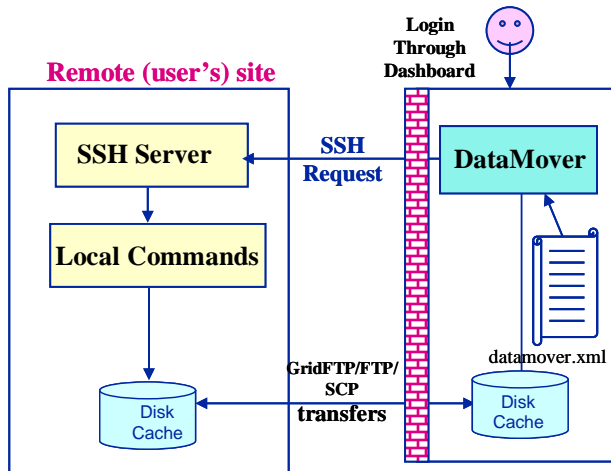 Login
Through
Dashboard
Remote (user's) site
SSH Server
SSH
Request
DataMover
Local Commands
datamover.xml
GridFTP/FTP/
SCP
transfers
Disk
Cache
Disk
Cache